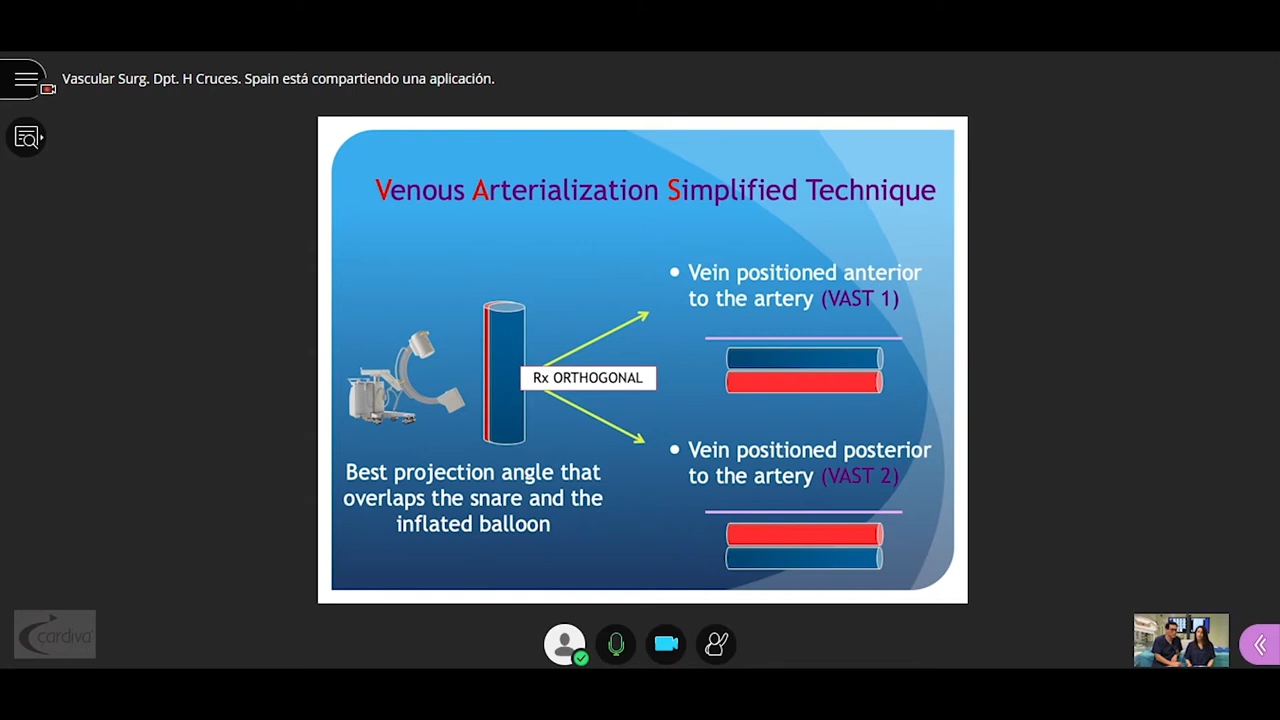 Vascular Surg. Dpt. H Cruces. Spain está compartiendo una aplicación.
Venous Arterialization Simplified Technique
• Vein positioned anterior
to the artery (VAST 1)
Rx ORTHOGONAL
• Vein positioned posterior
to the artery (VAST 2)
Best projection angle that
overlaps the snare and the
inflated balloon
cardiva